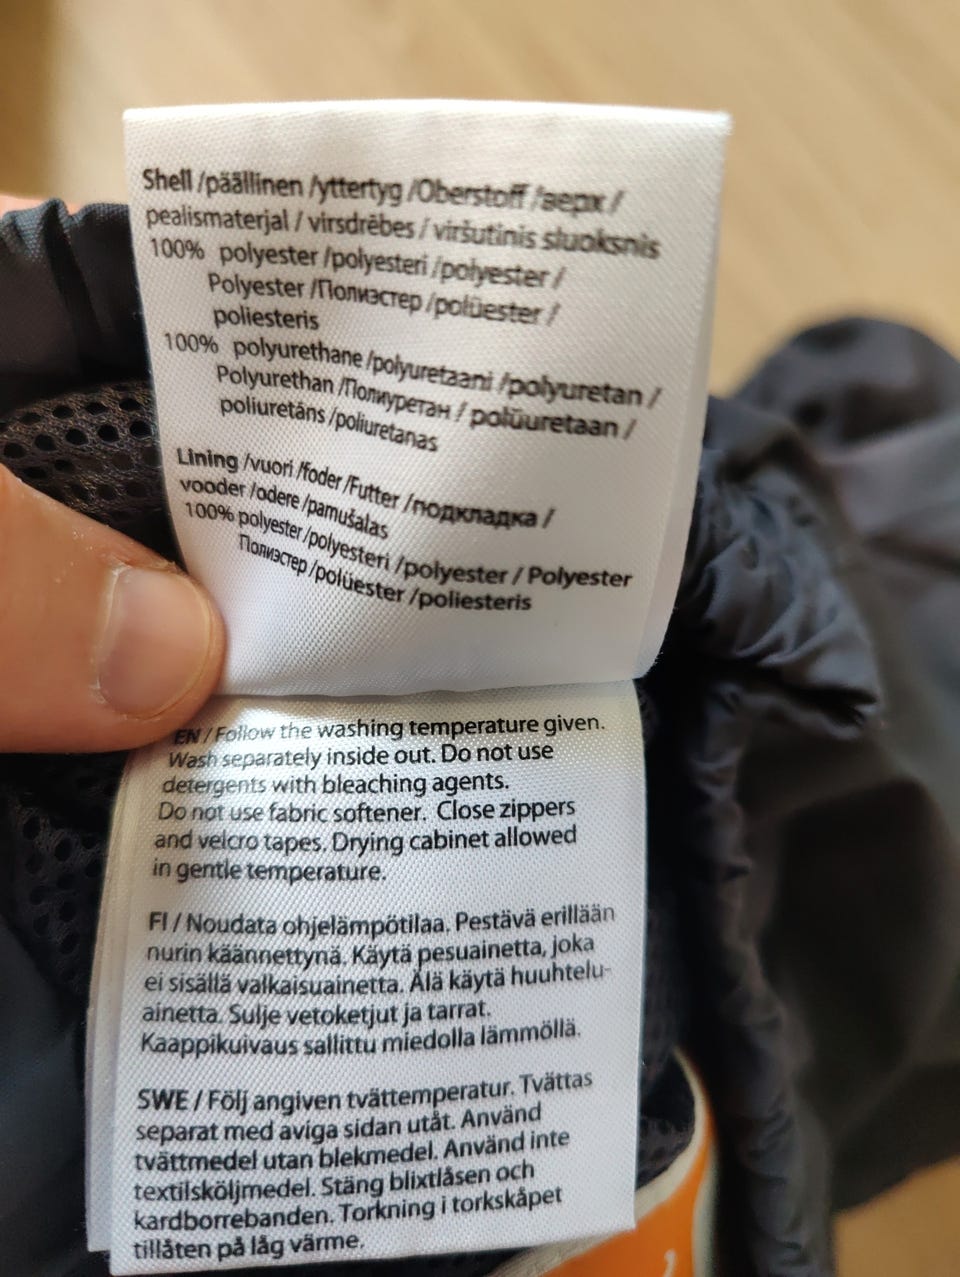 Shell /päällinen /yttertyg /Oberstoff /верх /
pealismaterjal / virsdrēbes / viršutinis sluoksnis
100% polyester /polyesteri /polyester /
Polyester /Полиэстер /polüester /
poliesteris
100% polyurethane /polyuretaani /polyuretan /
Polyurethan /Полиуретан / polüuretaan /
poliuretāns /poliuretanas
Lining /vuori /foder /Futter /подкладка /
vooder /odere /pamušalas
100% polyester /polyesteri /polyester / Polyester
Полиэстер /polüester /poliesteris
EN / Follow the washing temperature given.
Wash separately inside out. Do not use
detergents with bleaching agents.
Do not use fabric softener. Close zippers
and velcro tapes. Drying cabinet allowed
in gentle temperature.
FI / Noudata ohjelämpötilaa. Pestävä erillään
nurin käännettynä. Käytä pesuainetta, joka
ei sisällä valkaisuainetta. Älä käytä huuhtelu-
ainetta. Sulje vetoketjut ja tarrat.
Kaappikuivaus sallittu miedolla lämmöllä.
SWE / Följ angiven tvättemperatur. Tvättas
separat med aviga sidan utåt. Använd
tvättmedel utan blekmedel. Använd inte
textilsköljmedel. Stäng blixtlåsen och
kardborrebanden. Torkning i torkskåpet
tillåten på låg värme.